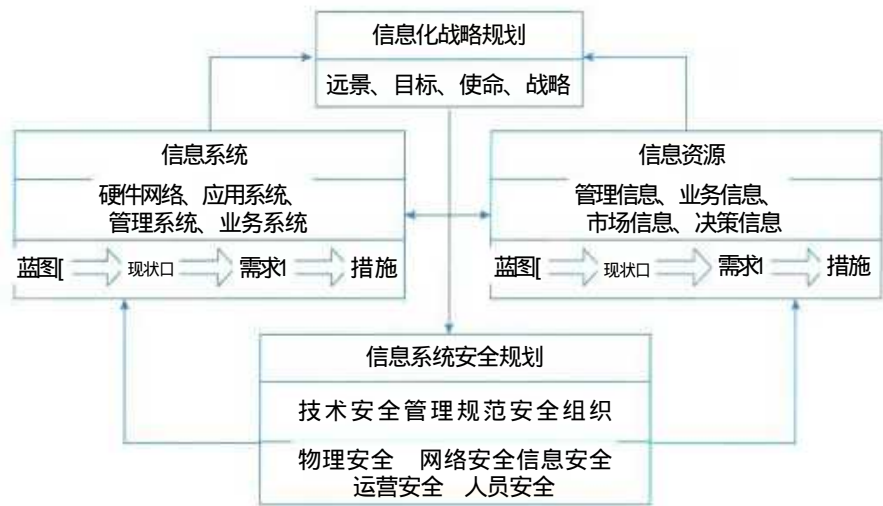 信息化战略规划
远景、目标、使命、战略
信息系统
硬件网络、应用系统、
管理系统、业务系统
蓝图[ 现状口 需求1 措施
信息资源
管理信息、业务信息、
市场信息、决策信息
蓝图[ 现状口 需求1 措施
信息系统安全规划
技术安全管理规范安全组织
物理安全 网络安全信息安全
运营安全 人员安全